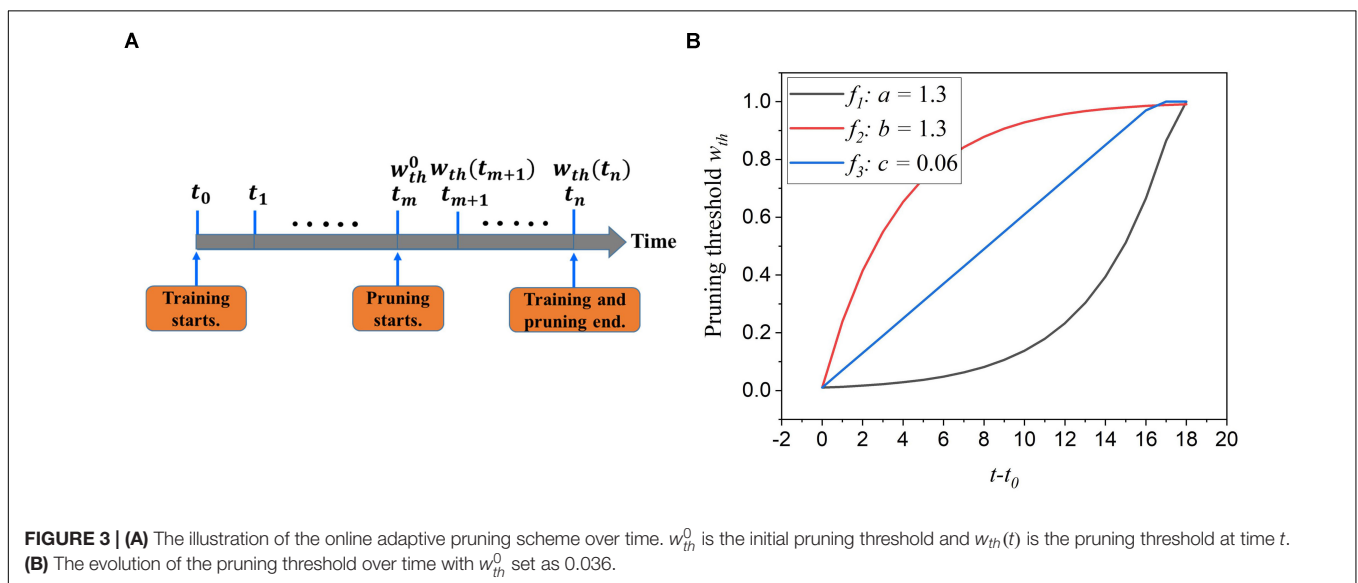 A
w⁰ₜₕ wₜₕ(tₘ₊₁) wₜₕ(tₙ)
t₀ t₁ tₘ tₘ₊₁ tₙ
..... .....
Time
Training starts.
Pruning starts.
Training and pruning end.
B
f₁: a = 1.3
f₂: b = 1.3
f₃: c = 0.06
Pruning threshold wₜₕ
1.0
0.8
0.6
0.4
0.2
0.0
-2 0 2 4 6 8 10 12 14 16 18 20
t-t₀
FIGURE 3 | (A) The illustration of the online adaptive pruning scheme over time. w⁰ₜₕ is the initial pruning threshold and wₜₕ(t) is the pruning threshold at time t.
(B) The evolution of the pruning threshold over time with w⁰ₜₕ set as 0.036.